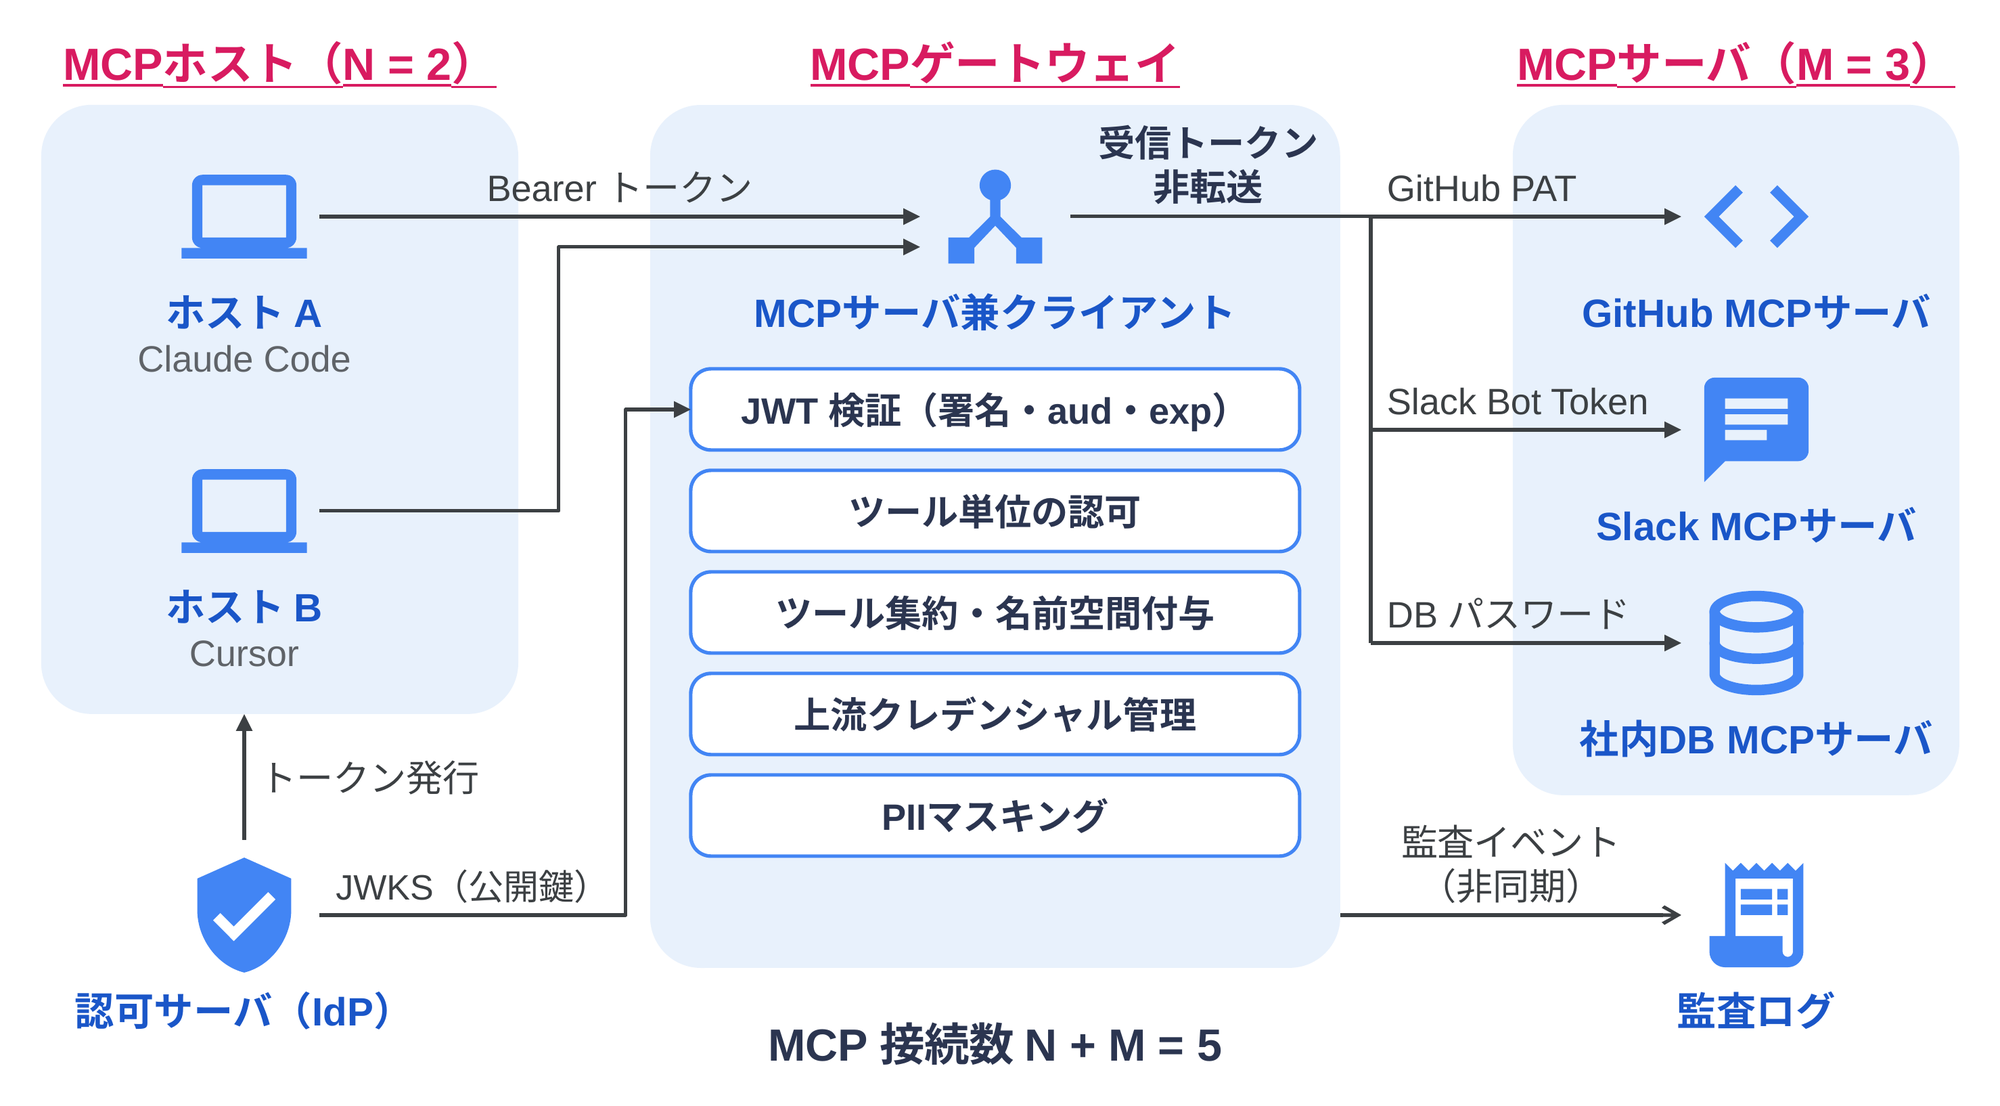 MCPホスト（N = 2）
MCPゲートウェイ
MCPサーバ（M = 3）
Bearer トークン
受信トークン
非転送
GitHub PAT
ホスト A
Claude Code
MCPサーバ兼クライアント
GitHub MCPサーバ
JWT 検証（署名・aud・exp）
Slack Bot Token
ツール単位の認可
Slack MCPサーバ
ホスト B
Cursor
ツール集約・名前空間付与
DB パスワード
上流クレデンシャル管理
社内DB MCPサーバ
トークン発行
PIIマスキング
監査イベント
（非同期）
JWKS（公開鍵）
認可サーバ（IdP）
監査ログ
MCP 接続数 N + M = 5